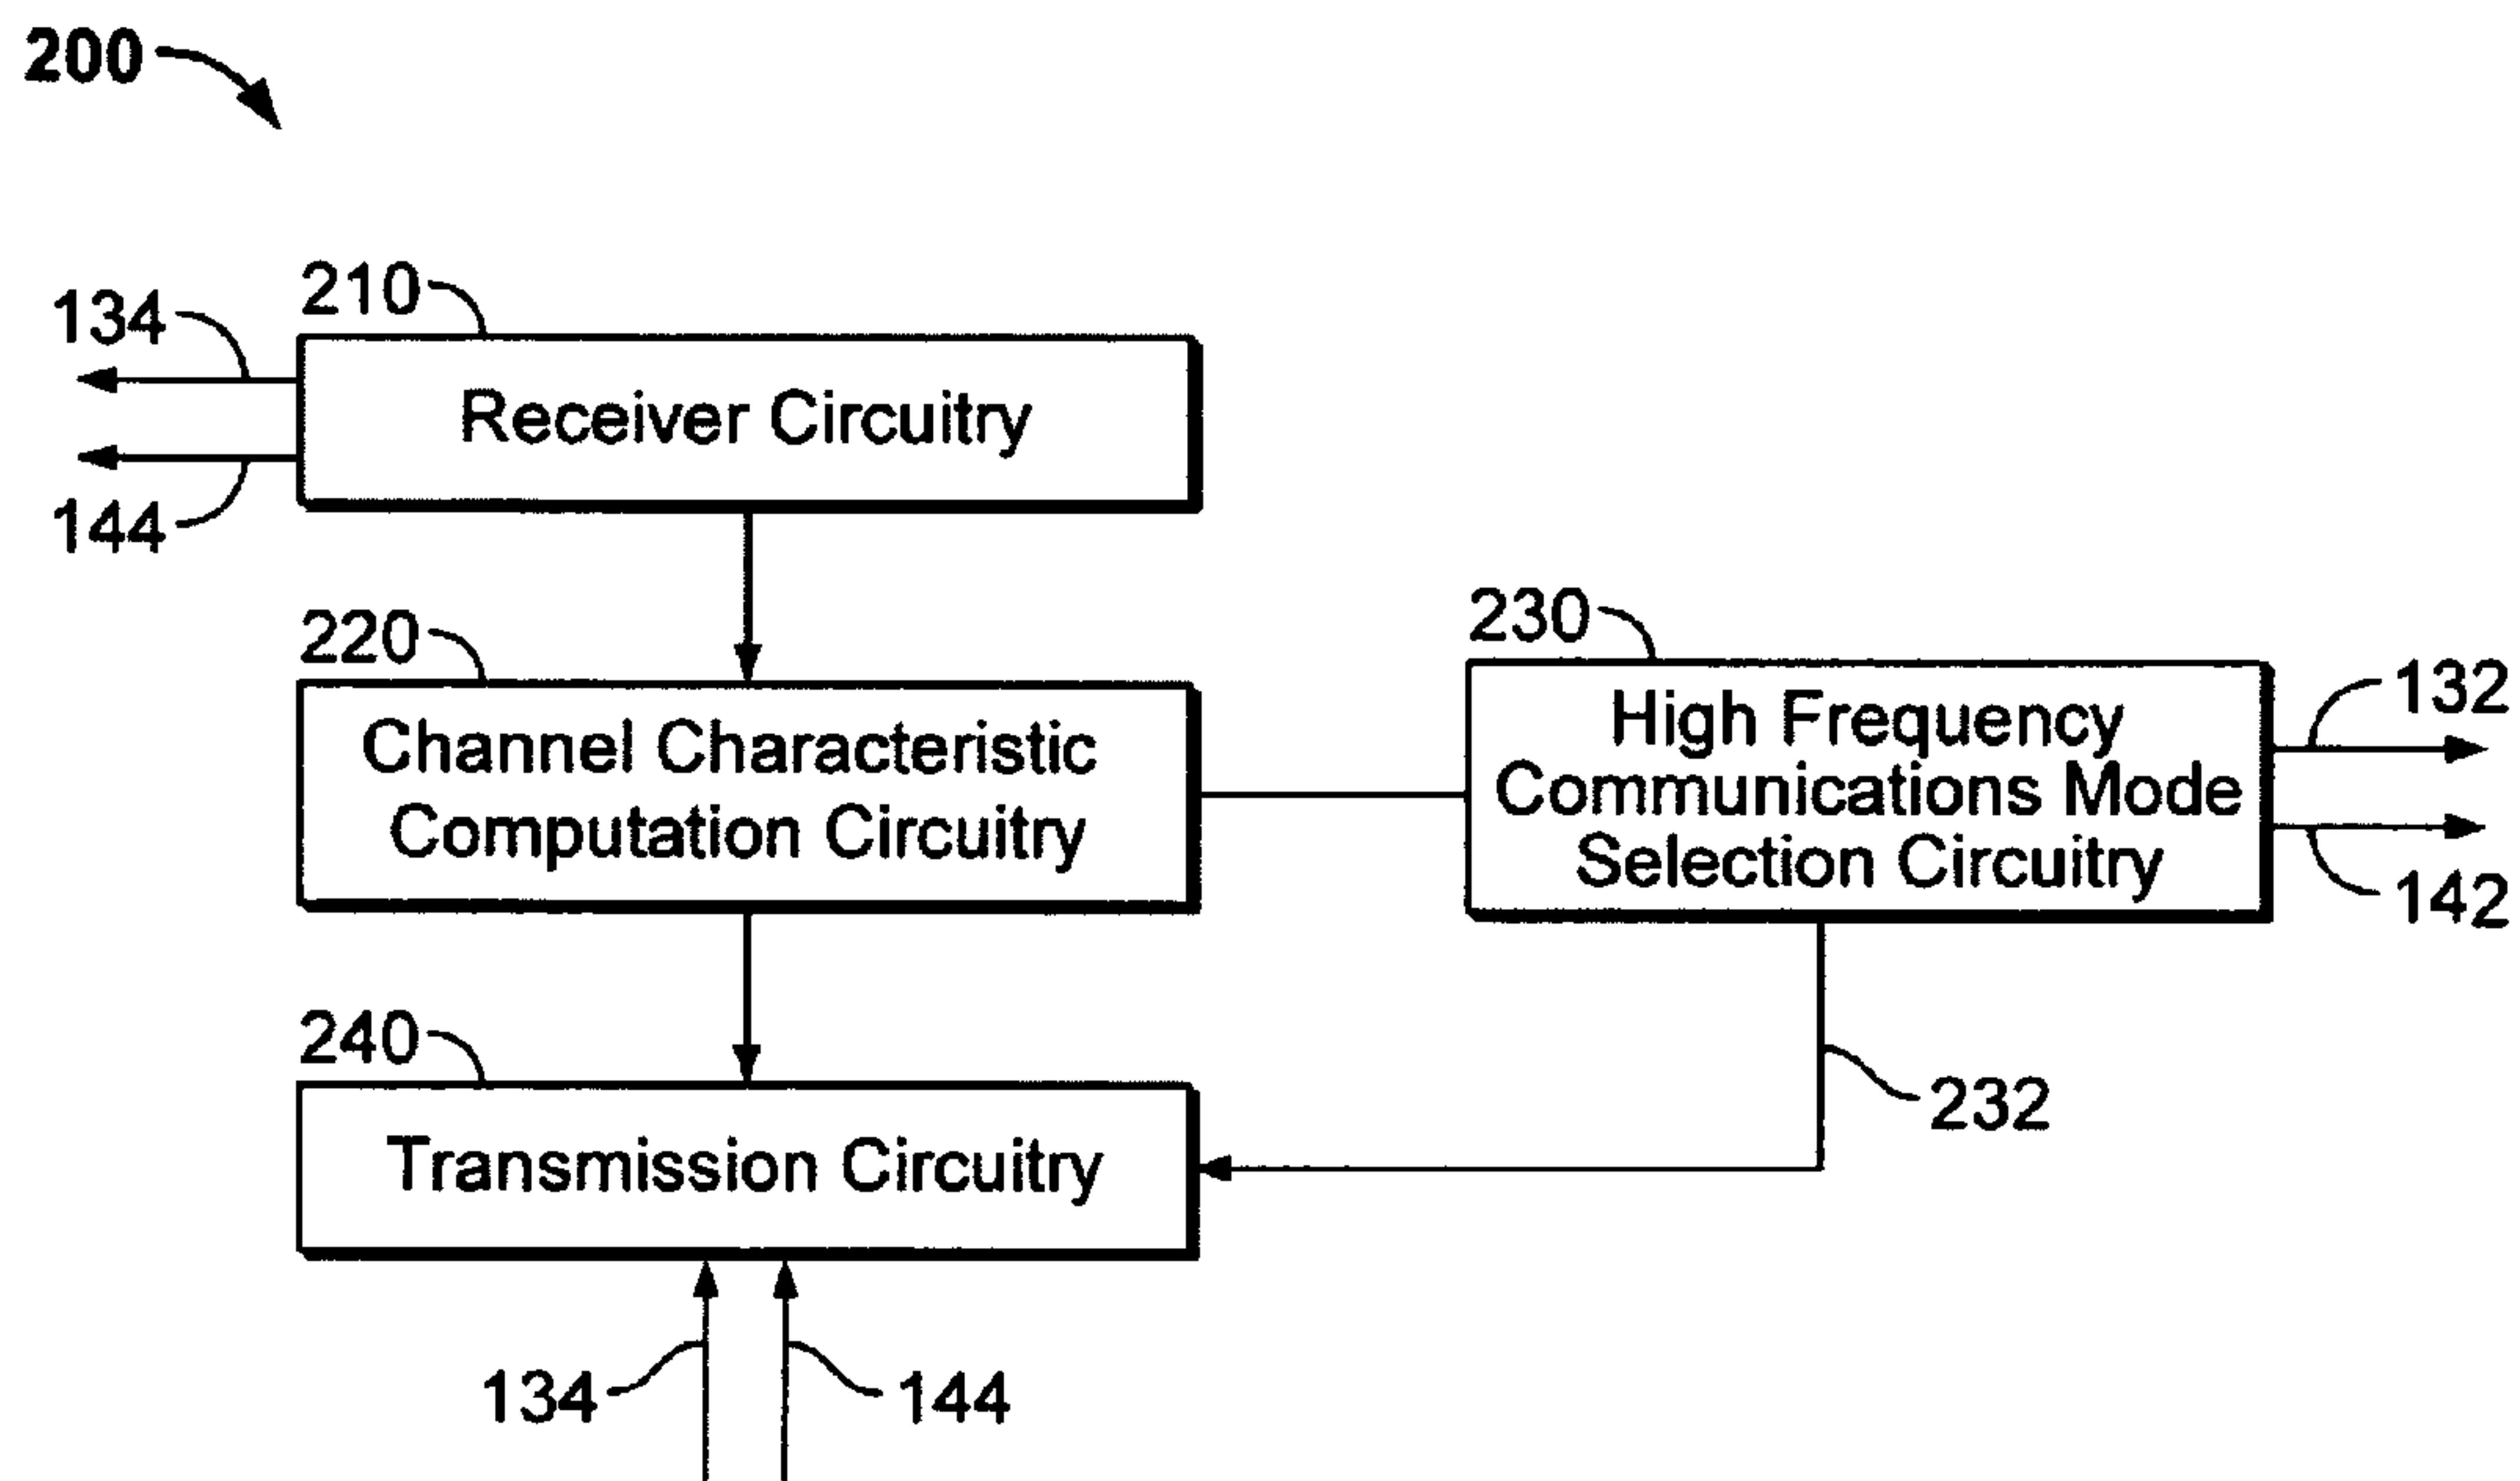 200
210
134
Receiver Circuitry
144
220
230
132
Channel Characteristic
Computation Circuitry
High Frequency
Communications Mode
Selection Circuitry
142
240
232
Transmission Circuitry
134
144